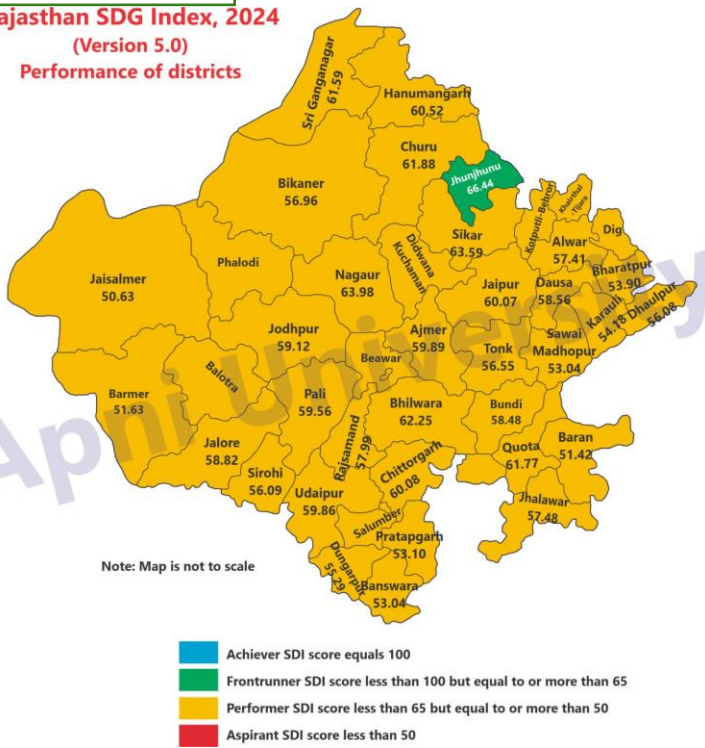 ajasthan SDG Index, 2024
(Version 5.0)
Performance of districts
Sri Ganganagar
61.59
Hanumangarh
60.52
Churu
61.88
Jhunjhunu
66.44
Bikaner
56.96
Sikar
63.59
Kotputli-Behror
Khairthal
-Tijara
Alwar
57.41
Dig
Bharatpur
53.90
Jaisalmer
50.63
Phalodi
Nagaur
63.98
Didwana
Kuchaman
Jaipur
60.07
Dausa
58.56
Karauli
54.18
Dhaulpur
56.08
Jodhpur
59.12
Ajmer
59.89
Beawar
Tonk
56.55
Sawai
Madhopur
53.04
Barmer
51.63
Balotra
Pali
59.56
Rajsamand
57.99
Bhilwara
62.25
Bundi
58.48
Jalore
58.82
Sirohi
56.09
Udaipur
59.86
Chittorgarh
60.08
Quota
61.77
Baran
51.42
Jhalawar
57.48
Salumber
Pratapgarh
53.10
Dungarpur
55.29
Banswara
53.04
Apni University
Note: Map is not to scale
Achiever SDI score equals 100
Frontrunner SDI score less than 100 but equal to or more than 65
Performer SDI score less than 65 but equal to or more than 50
Aspirant SDI score less than 50